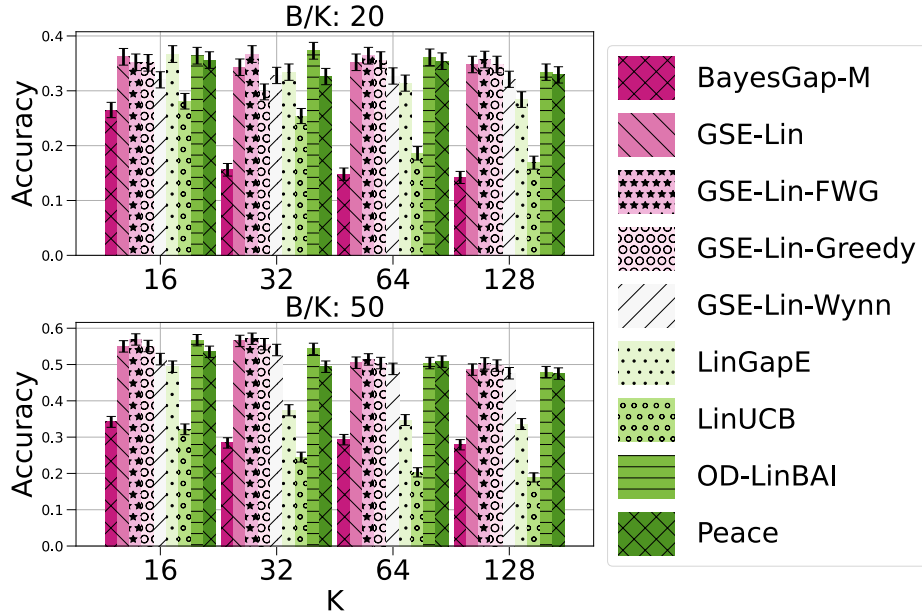 B/K: 20
Accuracy
0.4
0.3
0.2
0.1
0.0
16 32 64 128
B/K: 50
Accuracy
0.6
0.5
0.4
0.3
0.2
0.1
0.0
16 32 64 128
K
BayesGap-M
GSE-Lin
GSE-Lin-FWG
GSE-Lin-Greedy
GSE-Lin-Wynn
LinGapE
LinUCB
OD-LinBAI
Peace